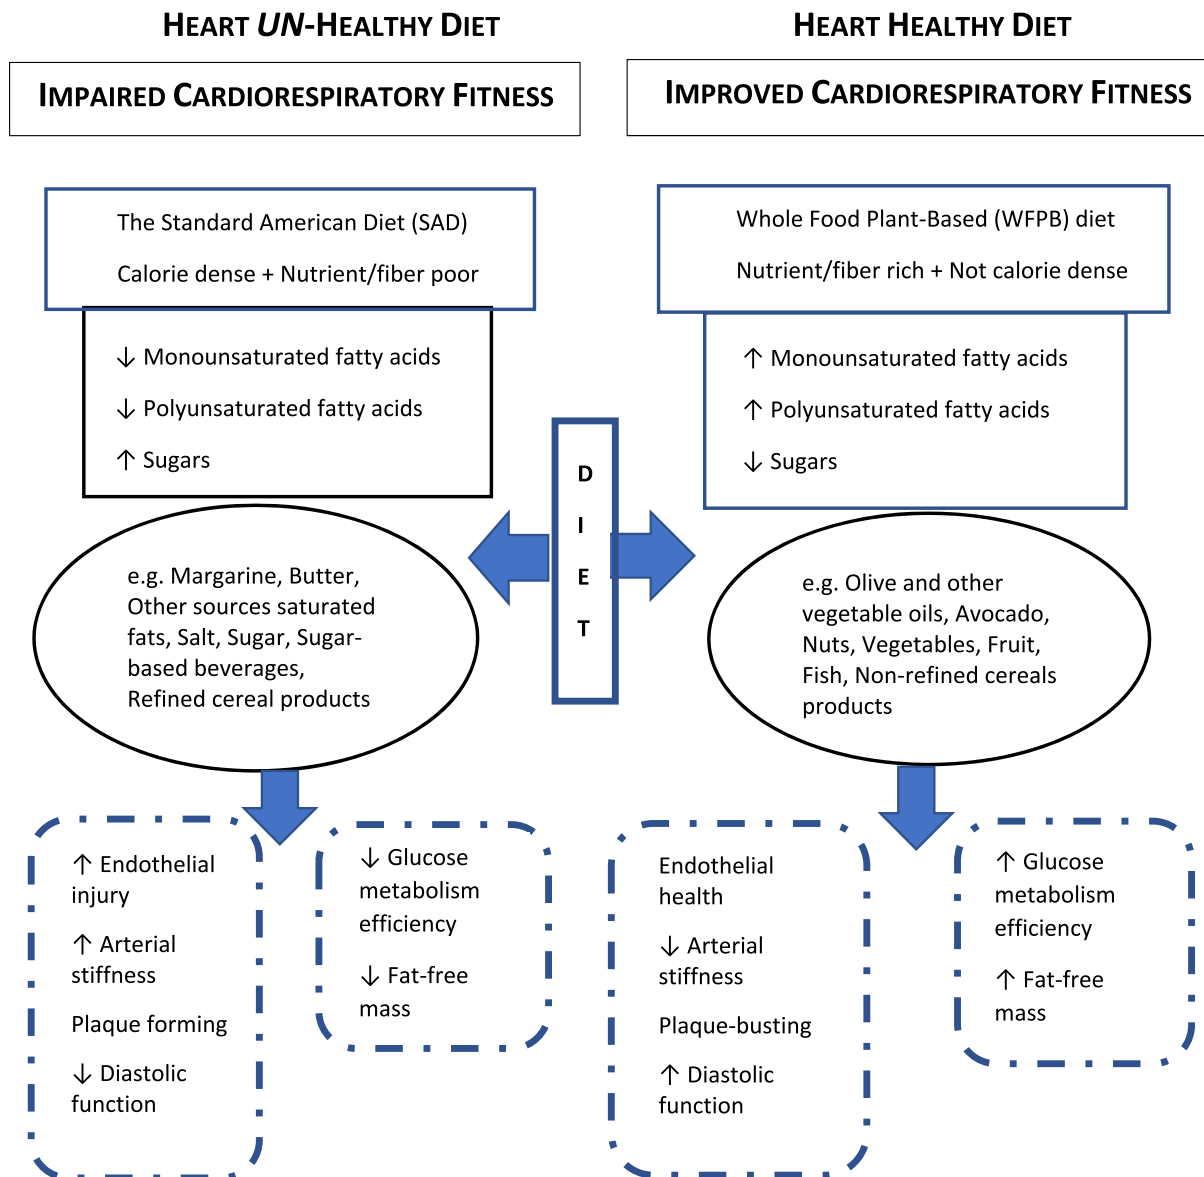 HEART UN-HEALTHY DIET
IMPAIRED CARDIORESPIRATORY FITNESS
The Standard American Diet (SAD)
Calorie dense + Nutrient/fiber poor
↓ Monounsaturated fatty acids
↓ Polyunsaturated fatty acids
↑ Sugars
e.g. Margarine, Butter,
Other sources saturated
fats, Salt, Sugar, Sugar-
based beverages,
Refined cereal products
↑ Endothelial
injury
↑ Arterial
stiffness
Plaque forming
↓ Diastolic
function
↓ Glucose
metabolism
efficiency
↓ Fat-free
mass
D
I
E
T
HEART HEALTHY DIET
IMPROVED CARDIORESPIRATORY FITNESS
Whole Food Plant-Based (WFPB) diet
Nutrient/fiber rich + Not calorie dense
↑ Monounsaturated fatty acids
↑ Polyunsaturated fatty acids
↓ Sugars
e.g. Olive and other
vegetable oils, Avocado,
Nuts, Vegetables, Fruit,
Fish, Non-refined cereals
products
Endothelial
health
↓ Arterial
stiffness
Plaque-busting
↑ Diastolic
function
↑ Glucose
metabolism
efficiency
↑ Fat-free
mass